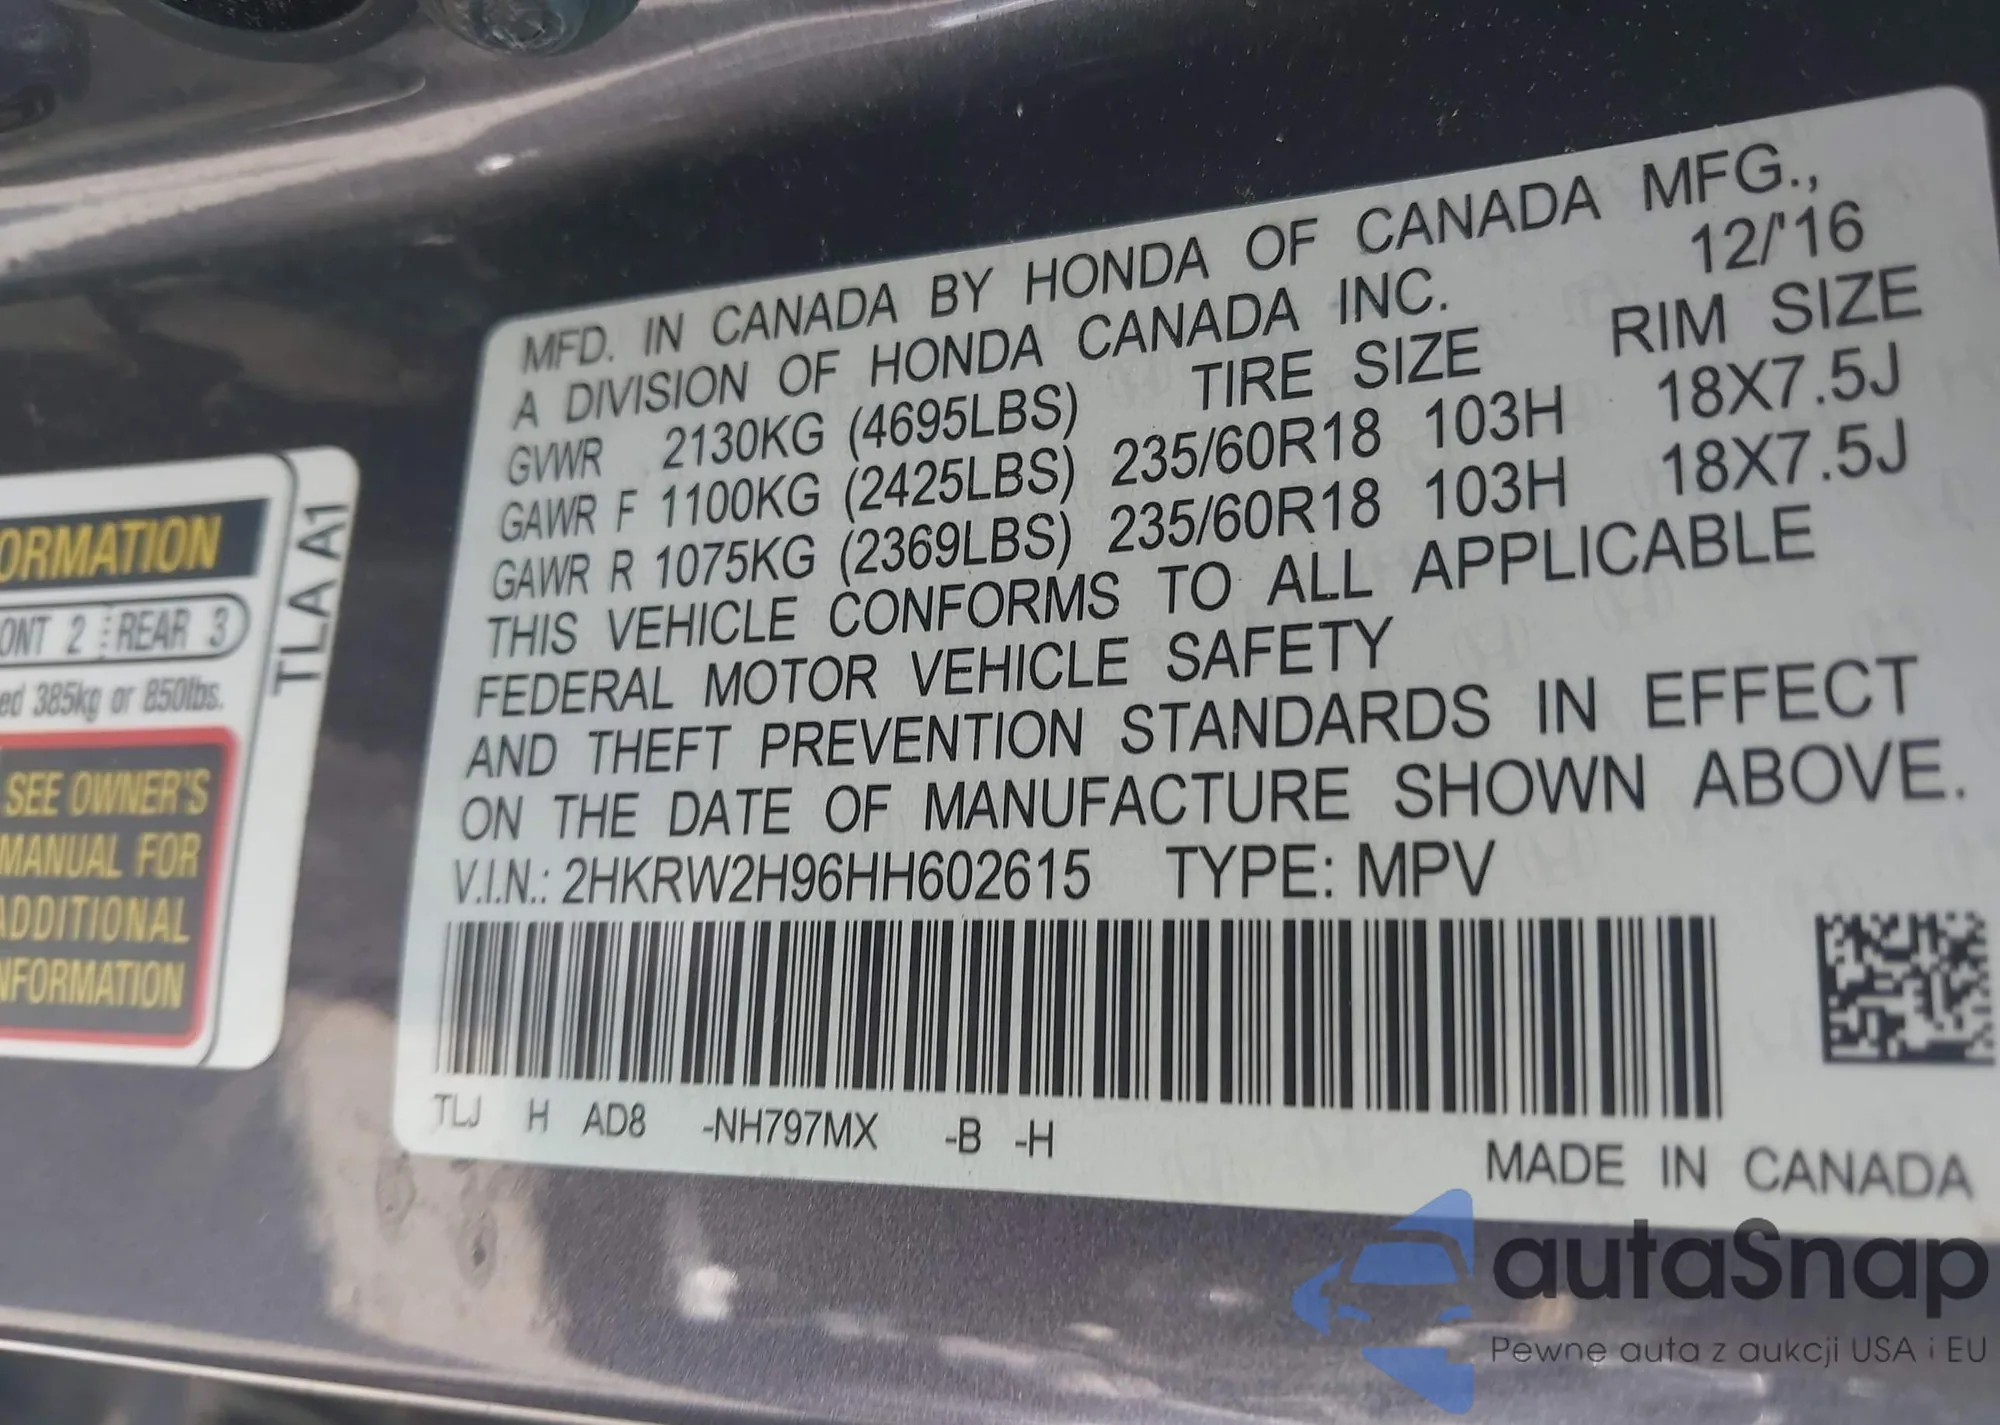 MFD. IN CANADA BY HONDA OF CANADA MFG.,
A DIVISION OF HONDA CANADA INC. 12/'16
GVWR 2130KG (4695LBS) TIRE SIZE RIM SIZE
GAWR F 1100KG (2425LBS) 235/60R18 103H 18X7.5J
GAWR R 1075KG (2369LBS) 235/60R18 103H 18X7.5J
THIS VEHICLE CONFORMS TO ALL APPLICABLE
FEDERAL MOTOR VEHICLE SAFETY
AND THEFT PREVENTION STANDARDS IN EFFECT
ON THE DATE OF MANUFACTURE SHOWN ABOVE.
V.I.N.: 2HKRW2H96HH602615 TYPE: MPV
TLJ H AD8 -NH797MX -B -H
MADE IN CANADA
ORMATION
ONT 2 REAR 3
ed 385kg or 850lbs.
SEE OWNER'S
MANUAL FOR
ADDITIONAL
NFORMATION
TLA A1
autaSnap
Pewne auta z aukcji USA i EU